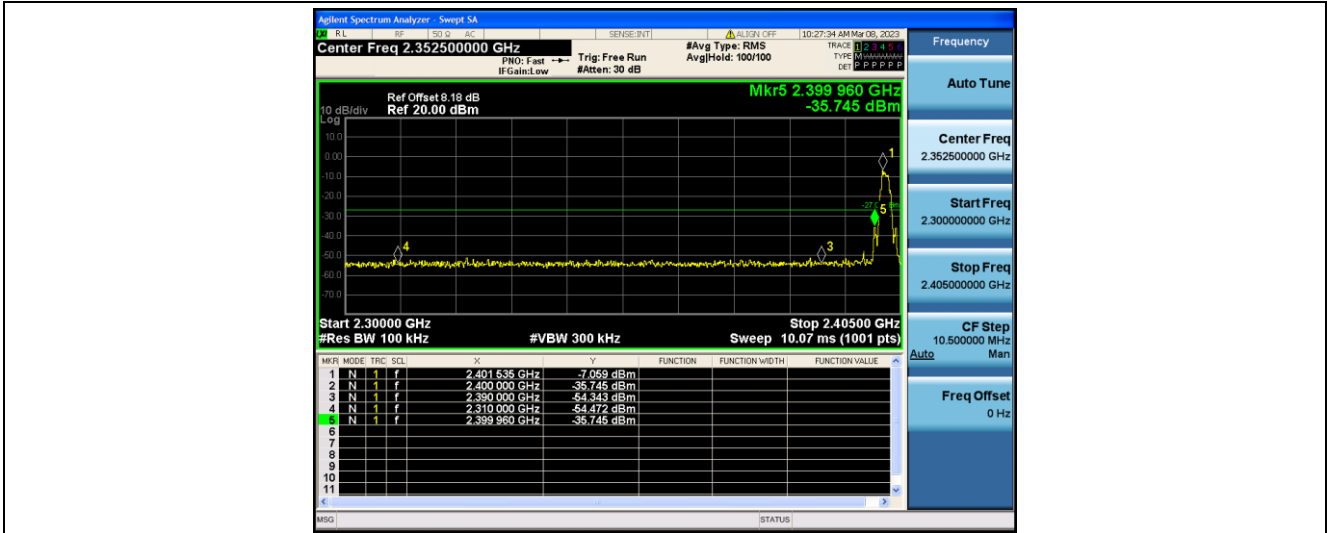 Agilent Spectrum Analyzer - Swept SA
RL RF 50 Ω AC SENSE:INT ALIGN OFF 10:27:34 AM Mar 08, 2023
Center Freq 2.352500000 GHz
PNO: Fast
IFGain:Low
Trig: Free Run
#Atten: 30 dB
#Avg Type: RMS
Avg|Hold: 100/100
TRACE 1 2 3 4 5 6
TYPE M
DET P P P P P P
Mkr5 2.399 960 GHz
-35.745 dBm
Ref Offset 8.18 dB
10 dB/div Ref 20.00 dBm
Log
10.0
0.00
-10.0
-20.0
-30.0
-40.0
-50.0
-60.0
-70.0
1
5
4
3
Start 2.30000 GHz Stop 2.40500 GHz
#Res BW 100 kHz #VBW 300 kHz Sweep 10.07 ms (1001 pts)
MKR MODE TRC SCL X Y FUNCTION FUNCTION WIDTH FUNCTION VALUE
1 N 1 f 2.401 535 GHz -7.059 dBm
2 N 1 f 2.400 000 GHz -35.745 dBm
3 N 1 f 2.390 000 GHz -54.343 dBm
4 N 1 f 2.310 000 GHz -54.472 dBm
5 N 1 f 2.399 960 GHz -35.745 dBm
6
7
8
9
10
11
MSG STATUS
Frequency
Auto Tune
Center Freq
2.352500000 GHz
Start Freq
2.300000000 GHz
Stop Freq
2.405000000 GHz
CF Step
10.500000 MHz
Auto Man
Freq Offset
0 Hz